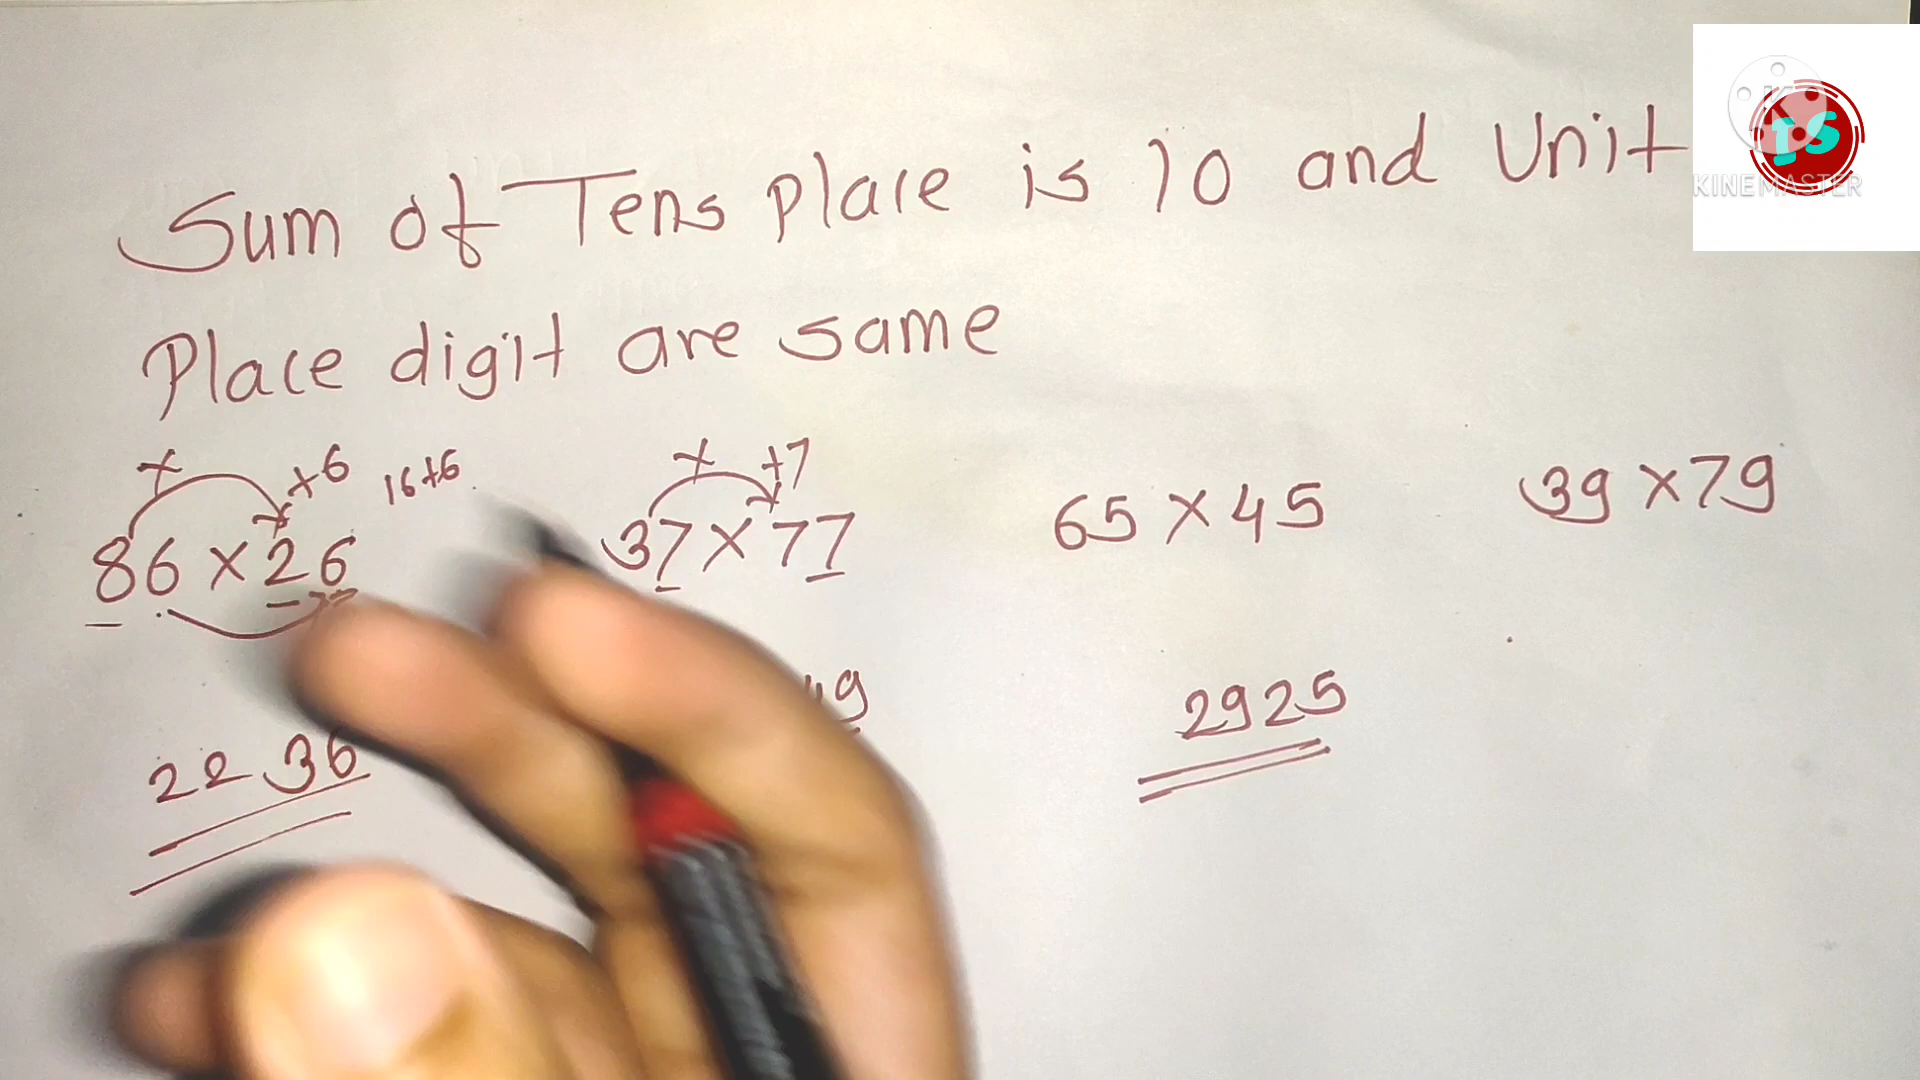 Sum of Tens place is 10 and Unit
Place digit are same
× +6 16+6
86 × 26
× +7
37 × 77
65 × 45
39 × 79
2236
49
2925
KINEMASTER